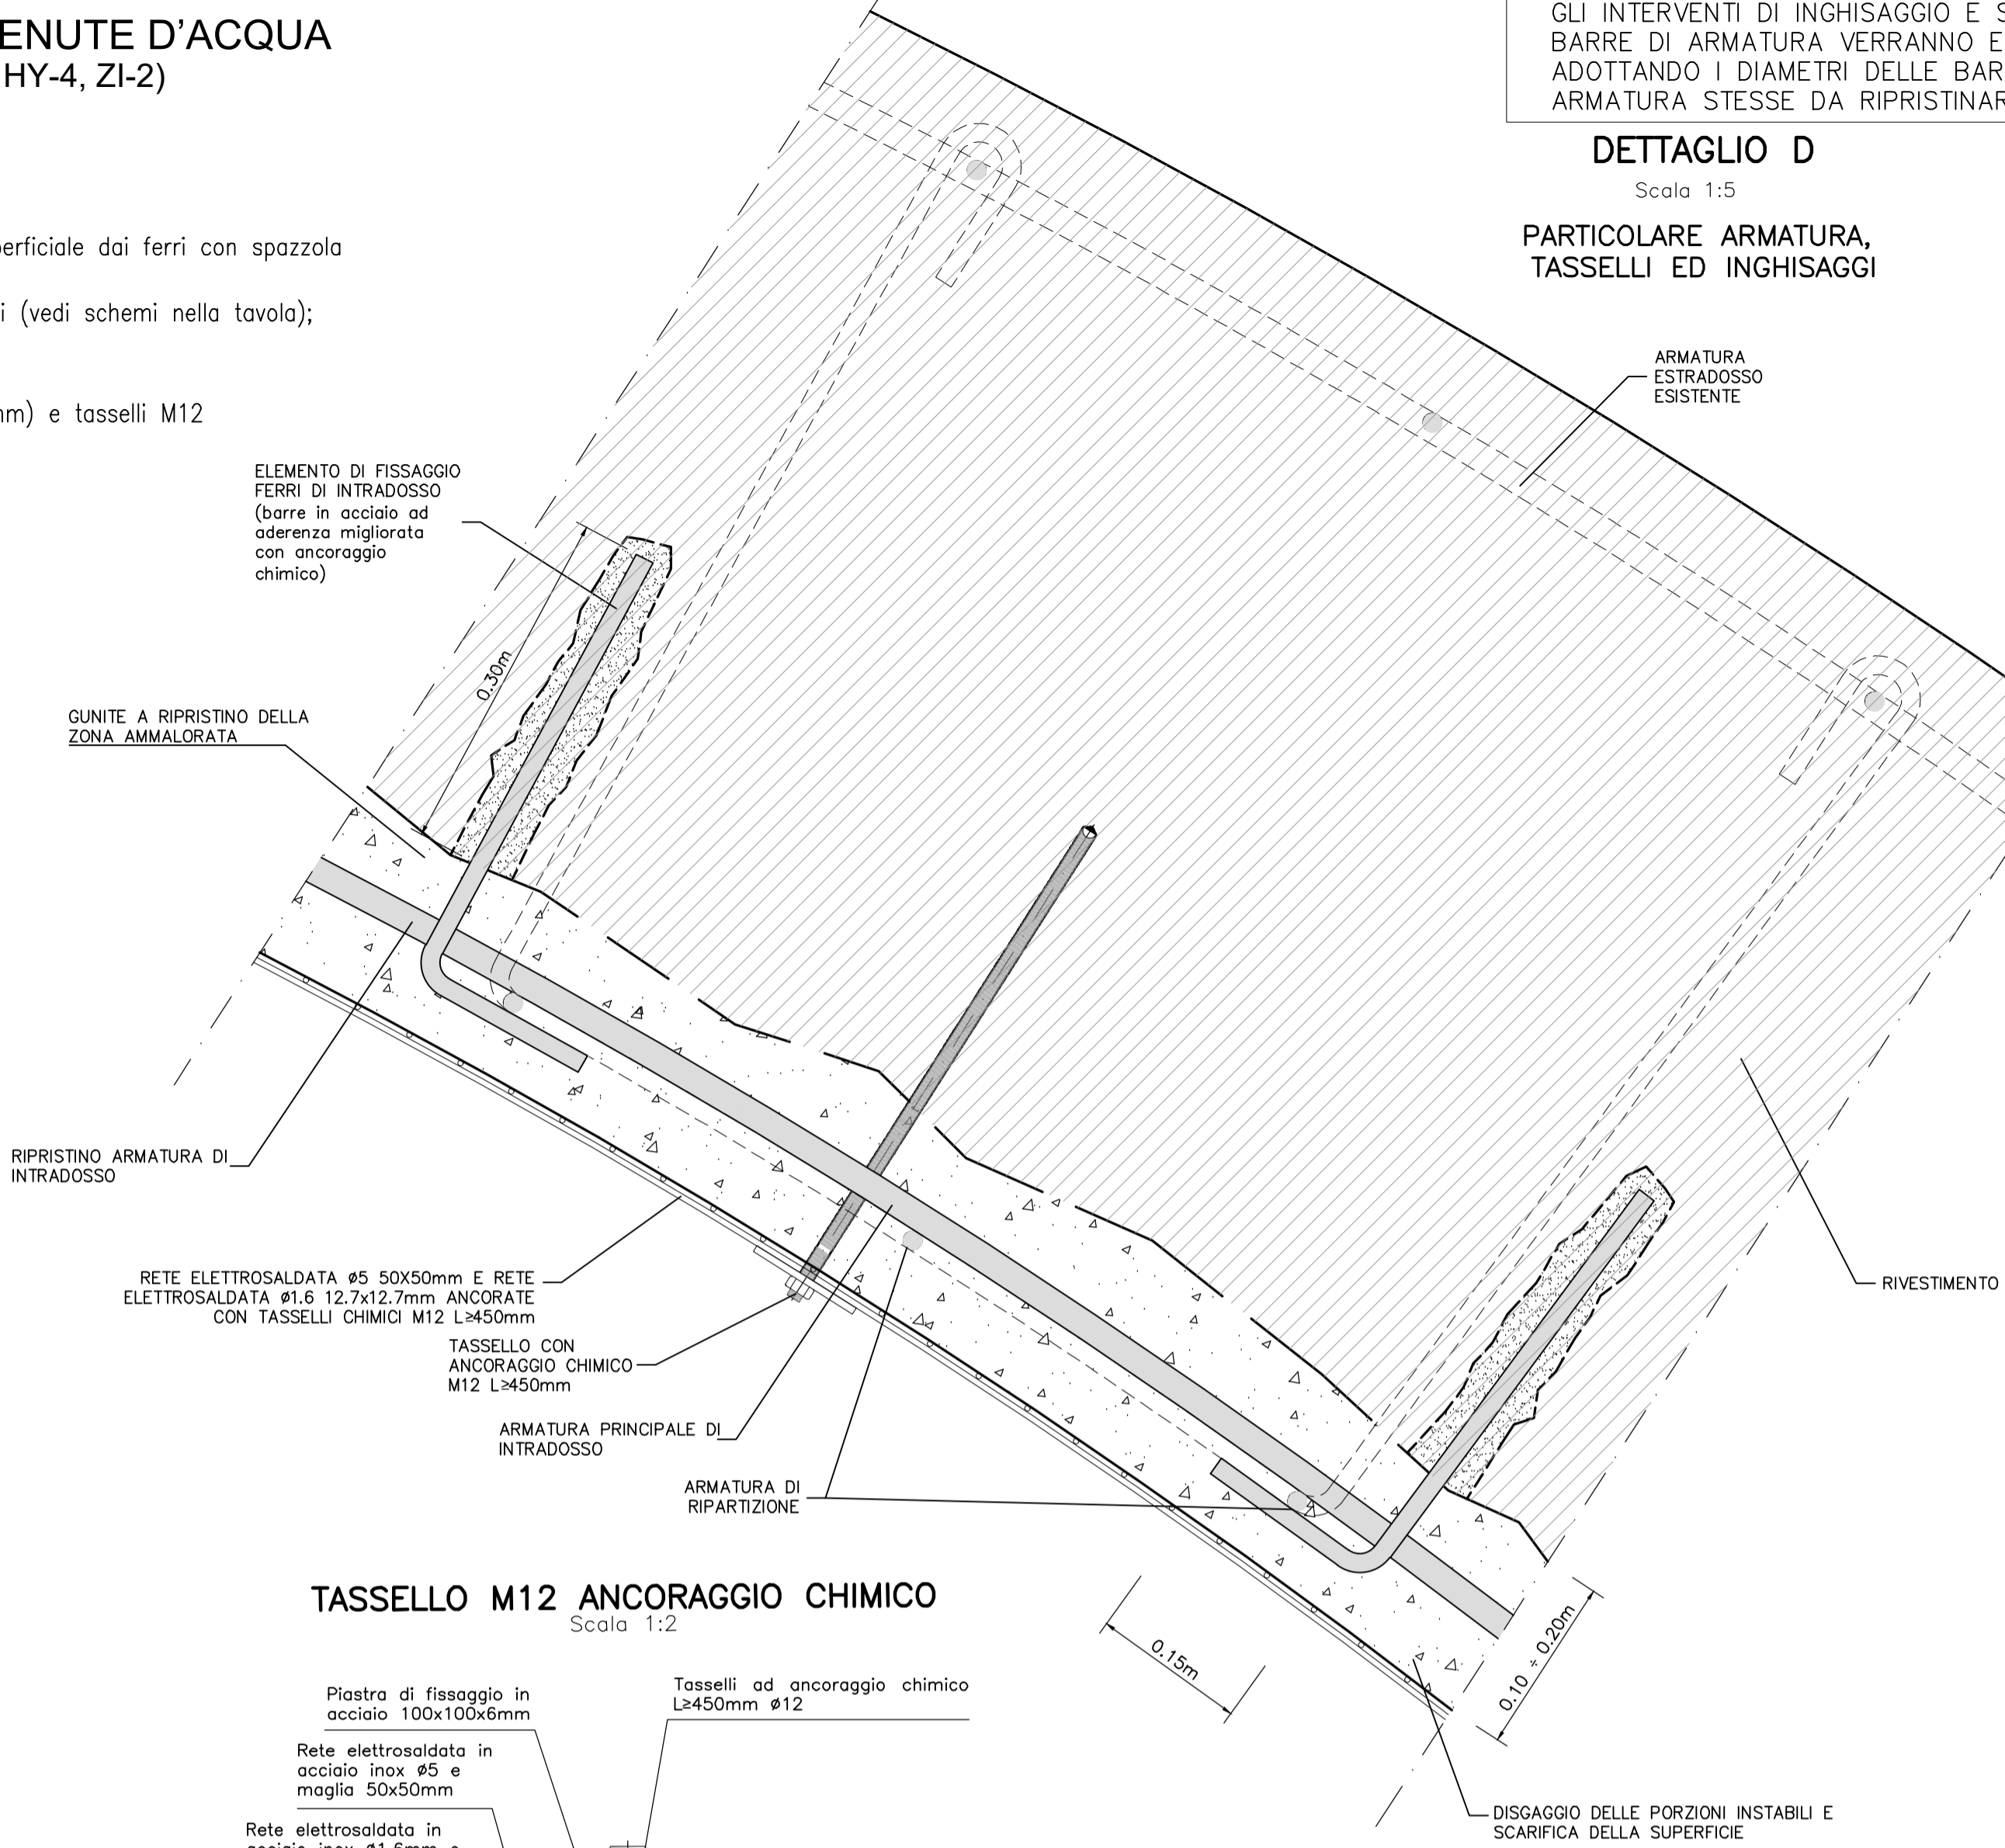 ENUTE D'ACQUA
HY-4, ZI-2)
erficiale dai ferri con spazzola
i (vedi schemi nella tavola);
mm) e tasselli M12
GLI INTERVENTI DI INGHISAGGIO E S
BARRE DI ARMATURA VERRANNO E
ADOTTANDO I DIAMETRI DELLE BAR
ARMATURA STESSE DA RIPRISTINAR
DETTAGLIO D
Scala 1:5
PARTICOLARE ARMATURA,
TASSELLI ED INGHISAGGI
ARMATURA
ESTRADOSSO
ESISTENTE
ELEMENTO DI FISSAGGIO
FERRI DI INTRADOSSO
(barre in acciaio ad
aderenza migliorata
con ancoraggio
chimico)
0.30m
GUNITE A RIPRISTINO DELLA
ZONA AMMALORATA
RIPRISTINO ARMATURA DI
INTRADOSSO
RETE ELETTROSALDATA ø5 50X50mm E RETE
ELETTROSALDATA ø1.6 12.7x12.7mm ANCORATE
CON TASSELLI CHIMICI M12 L≥450mm
TASSELLO CON
ANCORAGGIO CHIMICO
M12 L≥450mm
ARMATURA PRINCIPALE DI
INTRADOSSO
ARMATURA DI
RIPARTIZIONE
RIVESTIMENTO
0.15m
0.10 ÷ 0.20m
DISGAGGIO DELLE PORZIONI INSTABILI E
SCARIFICA DELLA SUPERFICIE
TASSELLO M12 ANCORAGGIO CHIMICO
Scala 1:2
Piastra di fissaggio in
acciaio 100x100x6mm
Tasselli ad ancoraggio chimico
L≥450mm ø12
Rete elettrosaldata in
acciaio inox ø5 e
maglia 50x50mm
Rete elettrosaldata in
acciaio inox ø1.6mm e